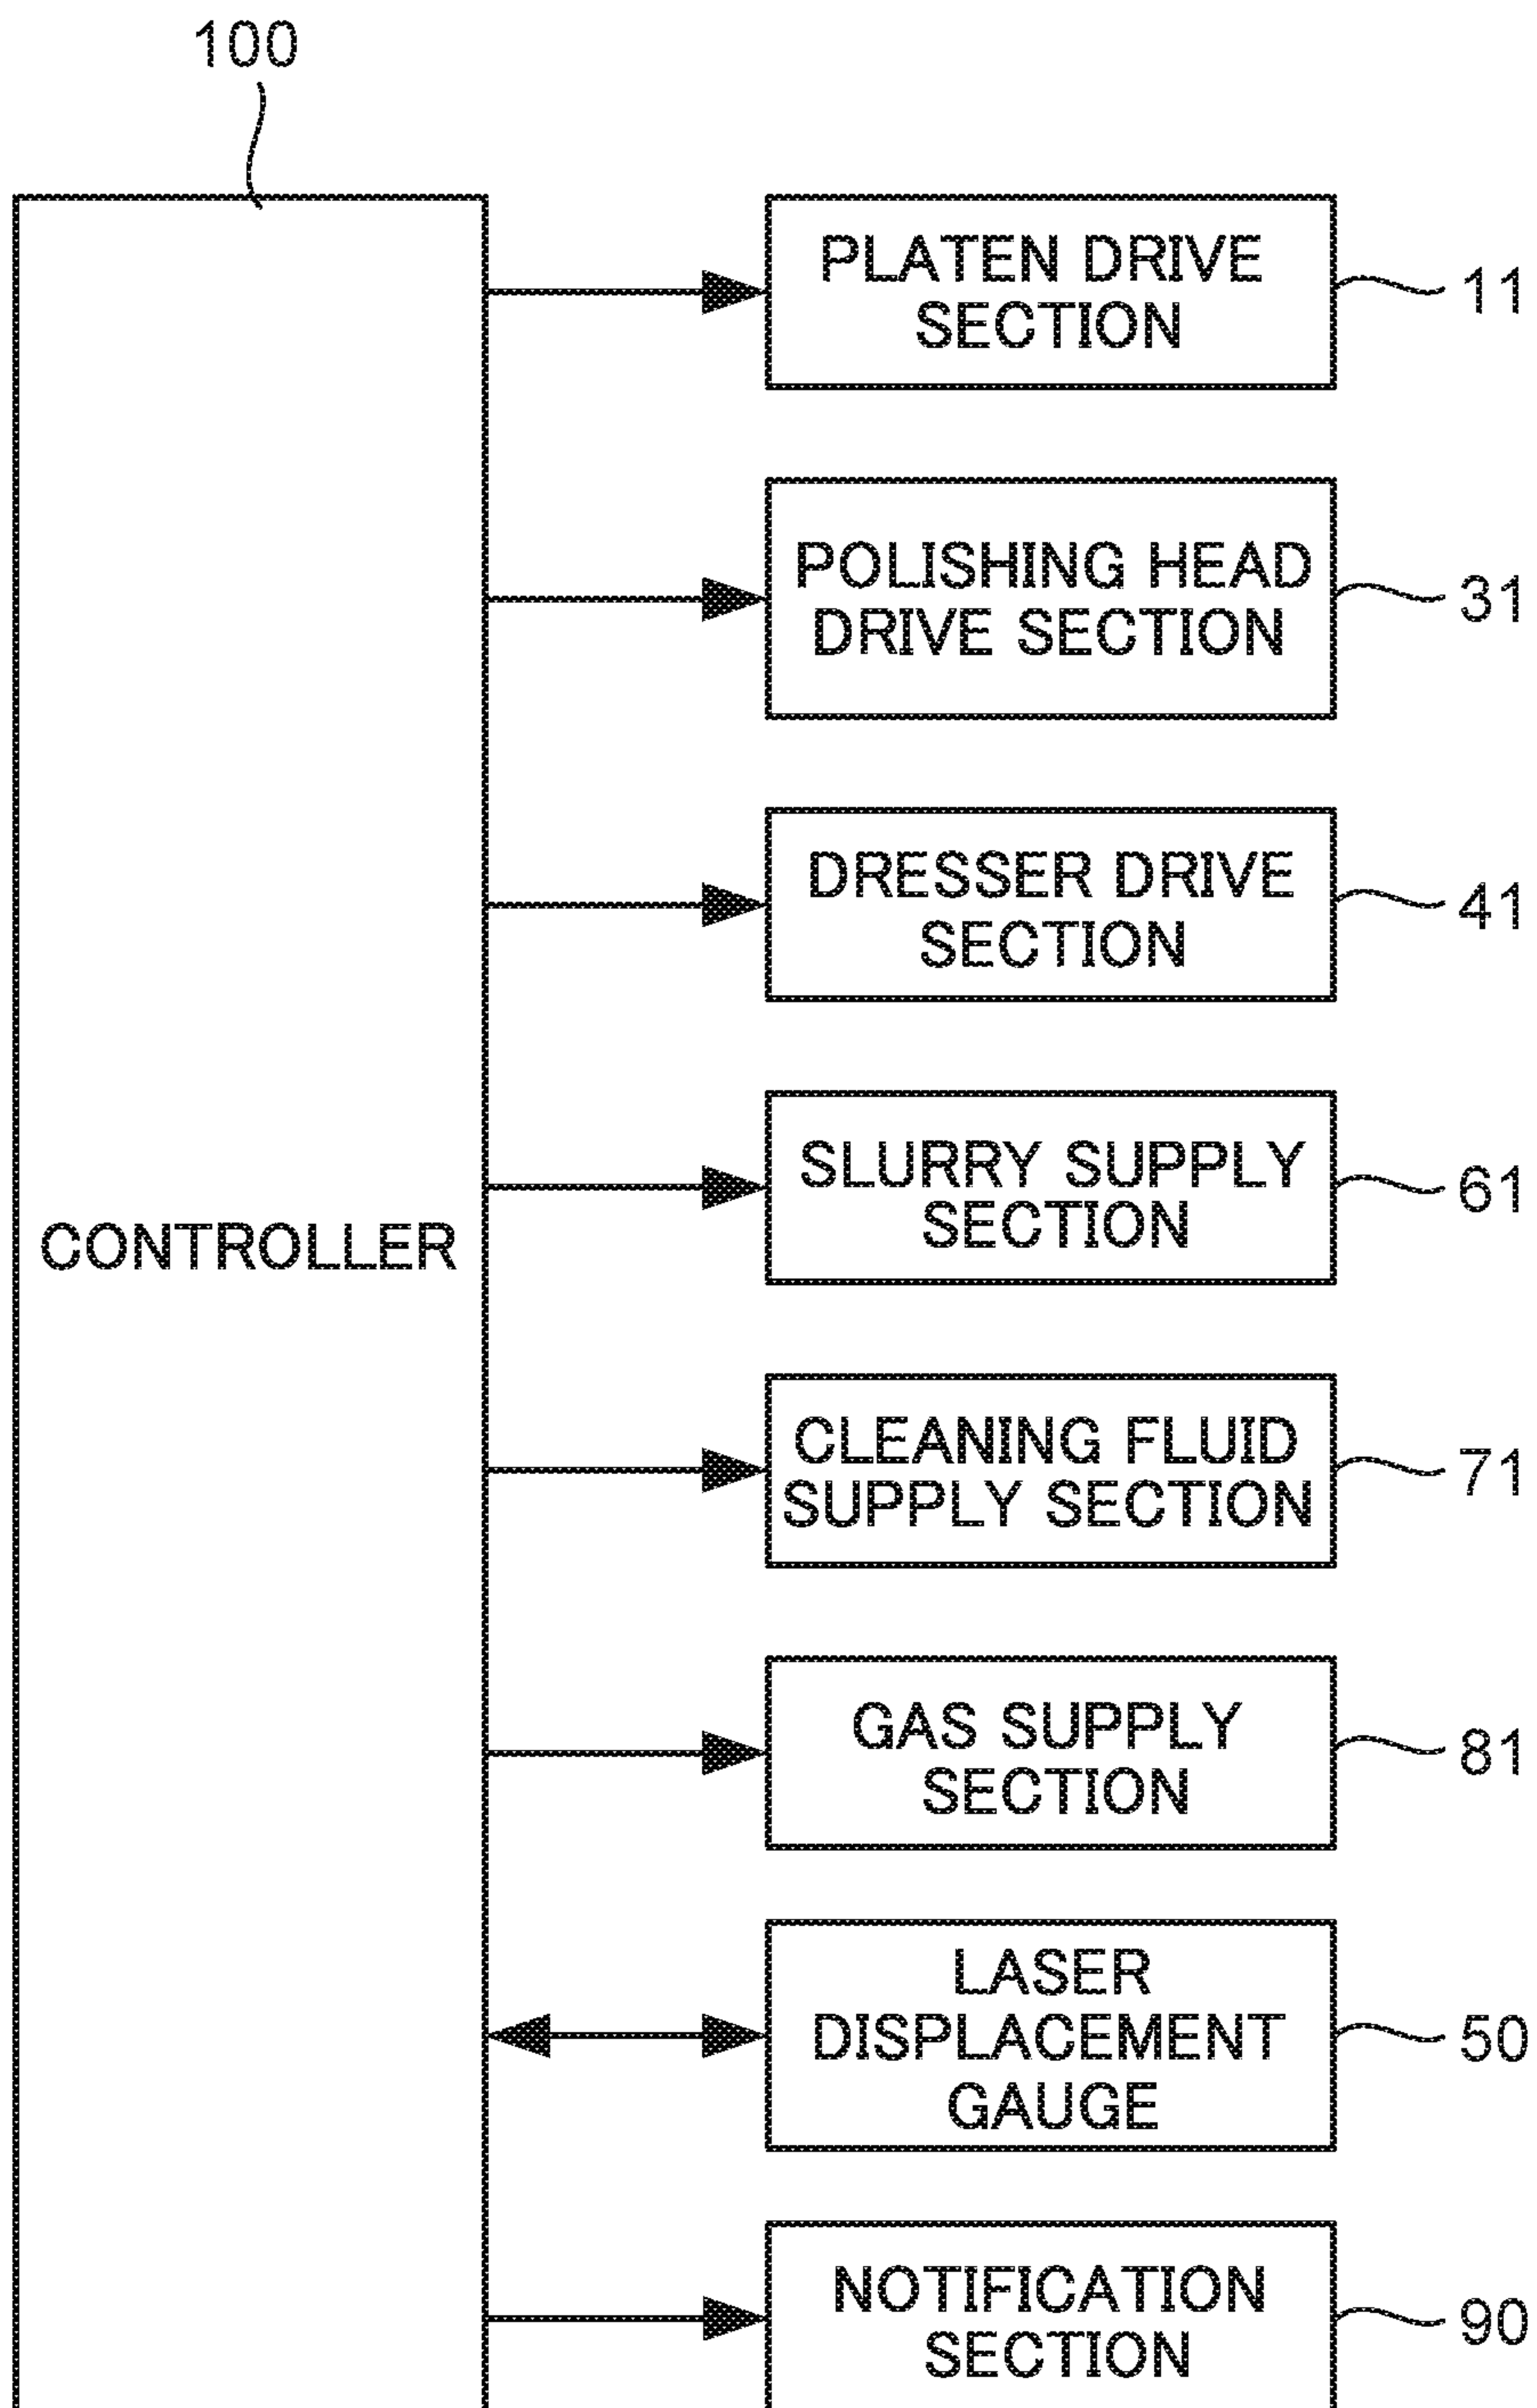 100
PLATEN DRIVE
SECTION
11
POLISHING HEAD
DRIVE SECTION
31
DRESSER DRIVE
SECTION
41
SLURRY SUPPLY
SECTION
61
CONTROLLER
CLEANING FLUID
SUPPLY SECTION
71
GAS SUPPLY
SECTION
81
LASER
DISPLACEMENT
GAUGE
50
NOTIFICATION
SECTION
90